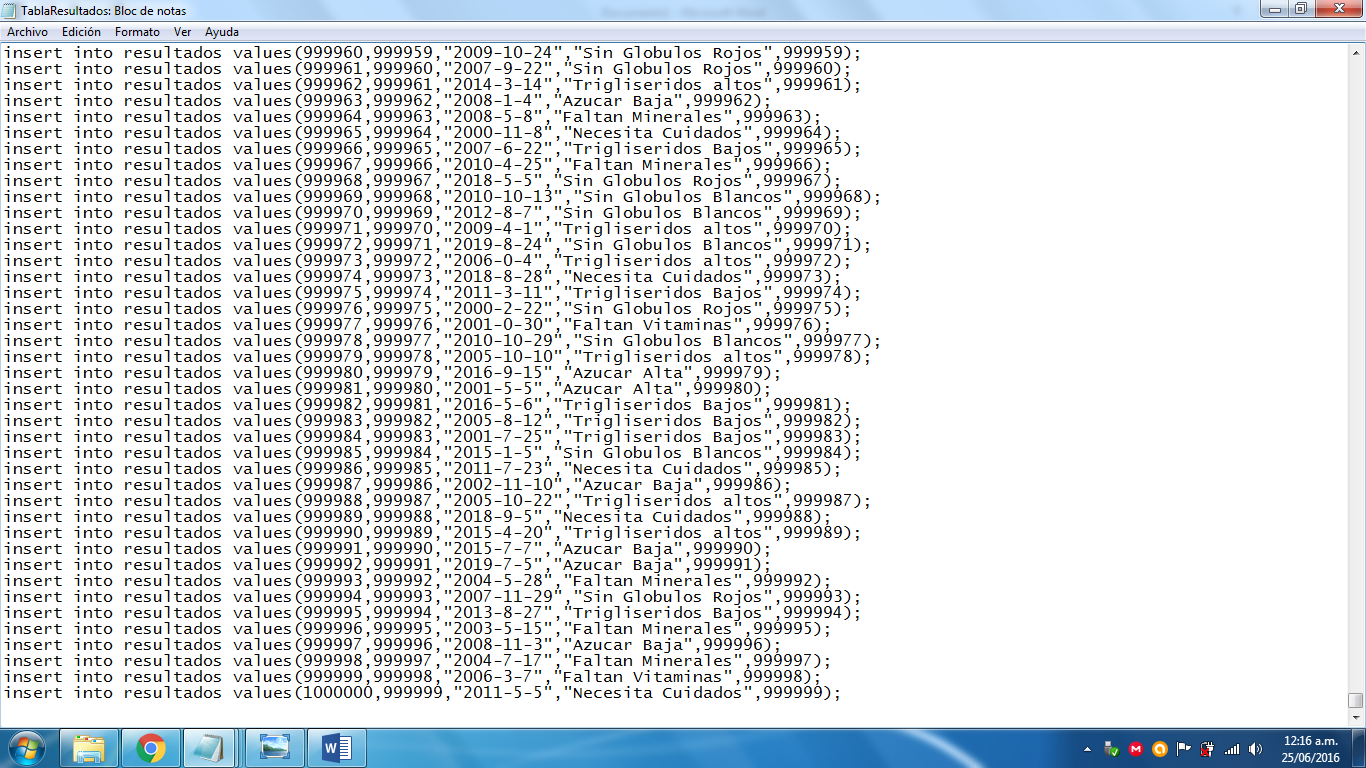 TablaResultados: Bloc de notas
Archivo Edición Formato Ver Ayuda
insert into resultados values(999960,999959,"2009-10-24","Sin Globulos Rojos",999959);
insert into resultados values(999961,999960,"2007-9-22","Sin Globulos Rojos",999960);
insert into resultados values(999962,999961,"2014-3-14","Trigliseridos altos",999961);
insert into resultados values(999963,999962,"2008-1-4","Azucar Baja",999962);
insert into resultados values(999964,999963,"2008-5-8","Faltan Minerales",999963);
insert into resultados values(999965,999964,"2000-11-8","Necesita Cuidados",999964);
insert into resultados values(999966,999965,"2007-6-22","Trigliseridos Bajos",999965);
insert into resultados values(999967,999966,"2010-4-25","Faltan Minerales",999966);
insert into resultados values(999968,999967,"2018-5-5","Sin Globulos Rojos",999967);
insert into resultados values(999969,999968,"2010-10-13","Sin Globulos Blancos",999968);
insert into resultados values(999970,999969,"2012-8-7","Sin Globulos Blancos",999969);
insert into resultados values(999971,999970,"2009-4-1","Trigliseridos altos",999970);
insert into resultados values(999972,999971,"2019-8-24","Sin Globulos Blancos",999971);
insert into resultados values(999973,999972,"2006-0-4","Trigliseridos altos",999972);
insert into resultados values(999974,999973,"2018-8-28","Necesita Cuidados",999973);
insert into resultados values(999975,999974,"2011-3-11","Trigliseridos Bajos",999974);
insert into resultados values(999976,999975,"2000-2-22","Sin Globulos Rojos",999975);
insert into resultados values(999977,999976,"2001-0-30","Faltan Vitaminas",999976);
insert into resultados values(999978,999977,"2010-10-29","Sin Globulos Blancos",999977);
insert into resultados values(999979,999978,"2005-10-10","Trigliseridos altos",999978);
insert into resultados values(999980,999979,"2016-9-15","Azucar Alta",999979);
insert into resultados values(999981,999980,"2001-5-5","Azucar Alta",999980);
insert into resultados values(999982,999981,"2016-5-6","Trigliseridos Bajos",999981);
insert into resultados values(999983,999982,"2005-8-12","Trigliseridos Bajos",999982);
insert into resultados values(999984,999983,"2001-7-25","Trigliseridos Bajos",999983);
insert into resultados values(999985,999984,"2015-1-5","Sin Globulos Blancos",999984);
insert into resultados values(999986,999985,"2011-7-23","Necesita Cuidados",999985);
insert into resultados values(999987,999986,"2002-11-10","Azucar Baja",999986);
insert into resultados values(999988,999987,"2005-10-22","Trigliseridos altos",999987);
insert into resultados values(999989,999988,"2018-9-5","Necesita Cuidados",999988);
insert into resultados values(999990,999989,"2015-4-20","Trigliseridos altos",999989);
insert into resultados values(999991,999990,"2015-7-7","Azucar Baja",999990);
insert into resultados values(999992,999991,"2019-7-5","Azucar Baja",999991);
insert into resultados values(999993,999992,"2004-5-28","Faltan Minerales",999992);
insert into resultados values(999994,999993,"2007-11-29","Sin Globulos Rojos",999993);
insert into resultados values(999995,999994,"2013-8-27","Trigliseridos Bajos",999994);
insert into resultados values(999996,999995,"2003-5-15","Faltan Minerales",999995);
insert into resultados values(999997,999996,"2008-11-3","Azucar Baja",999996);
insert into resultados values(999998,999997,"2004-7-17","Faltan Minerales",999997);
insert into resultados values(999999,999998,"2006-3-7","Faltan Vitaminas",999998);
insert into resultados values(1000000,999999,"2011-5-5","Necesita Cuidados",999999);
12:16 a.m.
25/06/2016